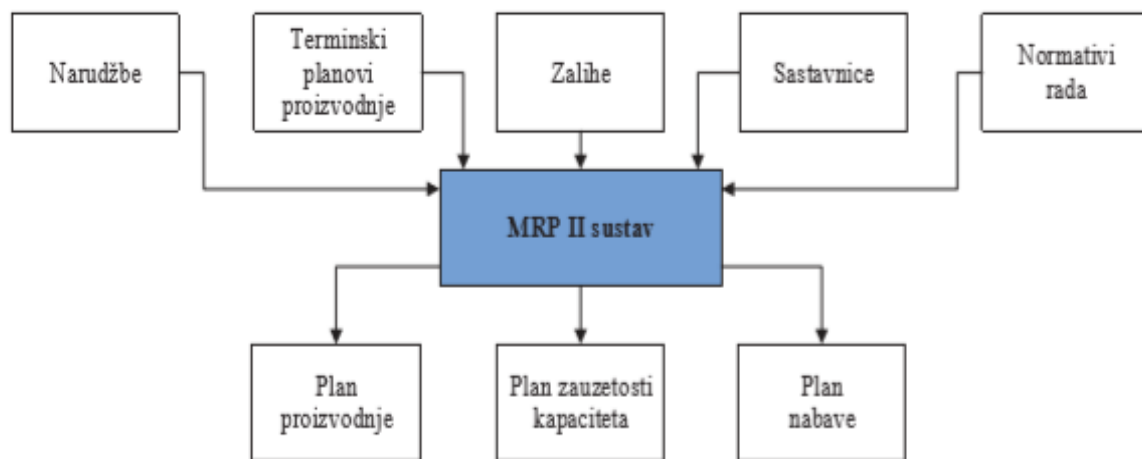 Narudžbe
Terminski
planovi
proizvodnje
Zalihe
Sastavnice
Normativi
rada
MRP II sustav
Plan
proizvodnje
Plan zauzetosti
kapaciteta
Plan
nabave